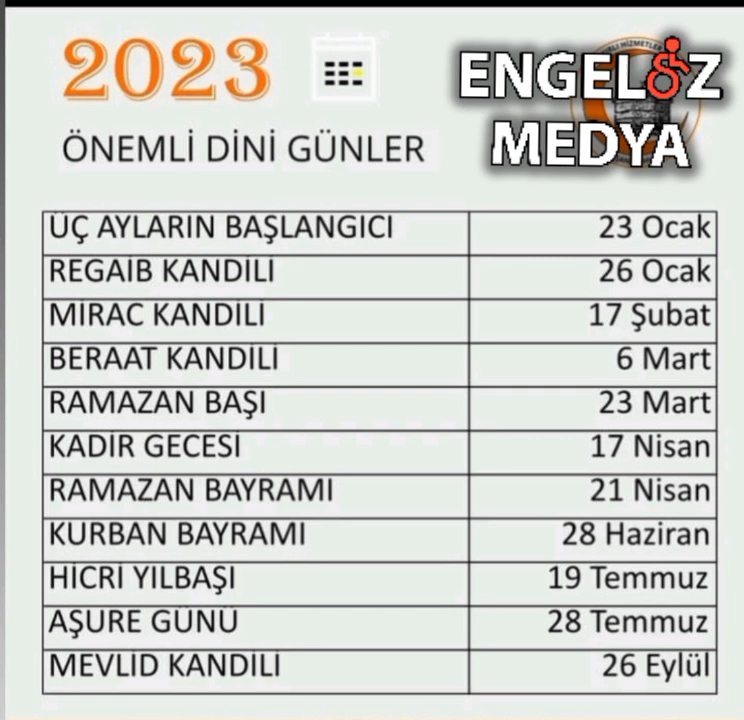 2023
ÖNEMLİ DİNİ GÜNLER
ENGELSİZ
MEDYA
ÜÇ AYLARIN BAŞLANGICI 23 Ocak
REGAİB KANDİLİ 26 Ocak
MİRAC KANDİLİ 17 Şubat
BERAAT KANDİLİ 6 Mart
RAMAZAN BAŞI 23 Mart
KADİR GECESİ 17 Nisan
RAMAZAN BAYRAMI 21 Nisan
KURBAN BAYRAMI 28 Haziran
HİCRİ YILBAŞI 19 Temmuz
AŞURE GÜNÜ 28 Temmuz
MEVLİD KANDİLİ 26 Eylül